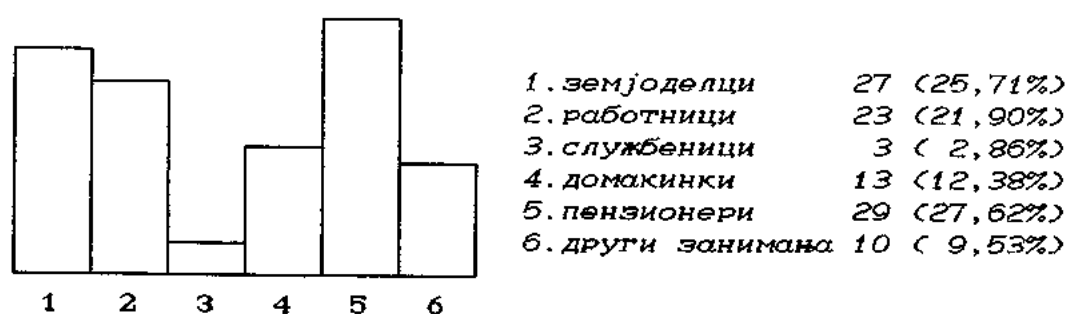 1.земјоделци 27 (25,71%)
2.работници 23 (21,90%)
3.службеници 3 ( 2,86%)
4.домакинки 13 (12,38%)
5.пензионери 29 (27,62%)
6.други занимања 10 ( 9,53%)
1 2 3 4 5 6